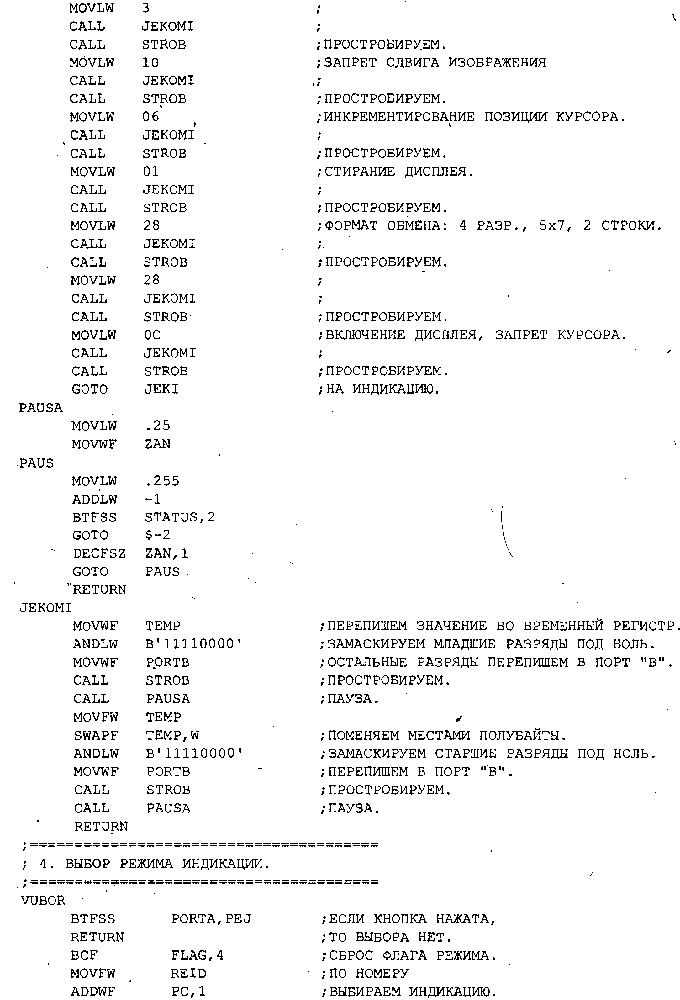 MOVLW 3 ;
CALL JEKOMI ;
CALL STROB ;ПРОСТРОБИРУЕМ.
MOVLW 10 ;ЗАПРЕТ СДВИГА ИЗОБРАЖЕНИЯ
CALL JEKOMI ;
CALL STROB ;ПРОСТРОБИРУЕМ.
MOVLW 06 ;ИНКРЕМЕНТИРОВАНИЕ ПОЗИЦИИ КУРСОРА.
CALL JEKOMI ;
CALL STROB ;ПРОСТРОБИРУЕМ.
MOVLW 01 ;СТИРАНИЕ ДИСПЛЕЯ.
CALL JEKOMI ;
CALL STROB ;ПРОСТРОБИРУЕМ.
MOVLW 28 ;ФОРМАТ ОБМЕНА: 4 РАЗР., 5x7, 2 СТРОКИ.
CALL JEKOMI ;
CALL STROB ;ПРОСТРОБИРУЕМ.
MOVLW 28 ;
CALL JEKOMI ;
CALL STROB ;ПРОСТРОБИРУЕМ.
MOVLW 0C ;ВКЛЮЧЕНИЕ ДИСПЛЕЯ, ЗАПРЕТ КУРСОРА.
CALL JEKOMI ;
CALL STROB ;ПРОСТРОБИРУЕМ.
GOTO JEKI ;НА ИНДИКАЦИЮ.
PAUSA
MOVLW .25
MOVWF ZAN
PAUS
MOVLW .255
ADDLW -1
BTFSS STATUS,2
GOTO $-2
DECFSZ ZAN,1
GOTO PAUS
RETURN
JEKOMI
MOVWF TEMP ;ПЕРЕПИШЕМ ЗНАЧЕНИЕ ВО ВРЕМЕННЫЙ РЕГИСТР.
ANDLW B'11110000' ;ЗАМАСКИРУЕМ МЛАДШИЕ РАЗРЯДЫ ПОД НОЛЬ.
MOVWF PORTB ;ОСТАЛЬНЫЕ РАЗРЯДЫ ПЕРЕПИШЕМ В ПОРТ "B".
CALL STROB ;ПРОСТРОБИРУЕМ.
CALL PAUSA ;ПАУЗА.
MOVFW TEMP
SWAPF TEMP,W ;ПОМЕНЯЕМ МЕСТАМИ ПОЛУБАЙТЫ.
ANDLW B'11110000' ;ЗАМАСКИРУЕМ СТАРШИЕ РАЗРЯДЫ ПОД НОЛЬ.
MOVWF PORTB ;ПЕРЕПИШЕМ В ПОРТ "B".
CALL STROB ;ПРОСТРОБИРУЕМ.
CALL PAUSA ;ПАУЗА.
RETURN
;=======================================
; 4. ВЫБОР РЕЖИМА ИНДИКАЦИИ.
;=======================================
VUBOR
BTFSS PORTA,PEJ ;ЕСЛИ КНОПКА НАЖАТА,
RETURN ;ТО ВЫБОРА НЕТ.
BCF FLAG,4 ;СБРОС ФЛАГА РЕЖИМА.
MOVFW REID ;ПО НОМЕРУ
ADDWF PC,1 ;ВЫБИРАЕМ ИНДИКАЦИЮ.